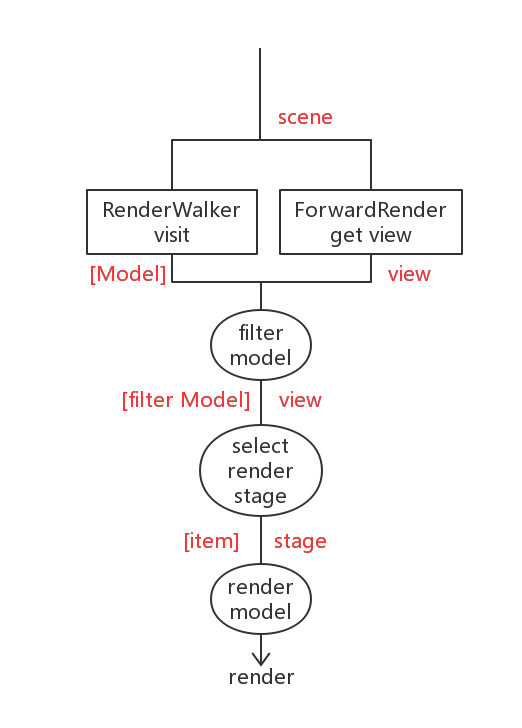 scene
RenderWalker
visit
ForwardRender
get view
[Model]
view
filter
model
[filter Model]
view
select
render
stage
[item]
stage
render
model
render